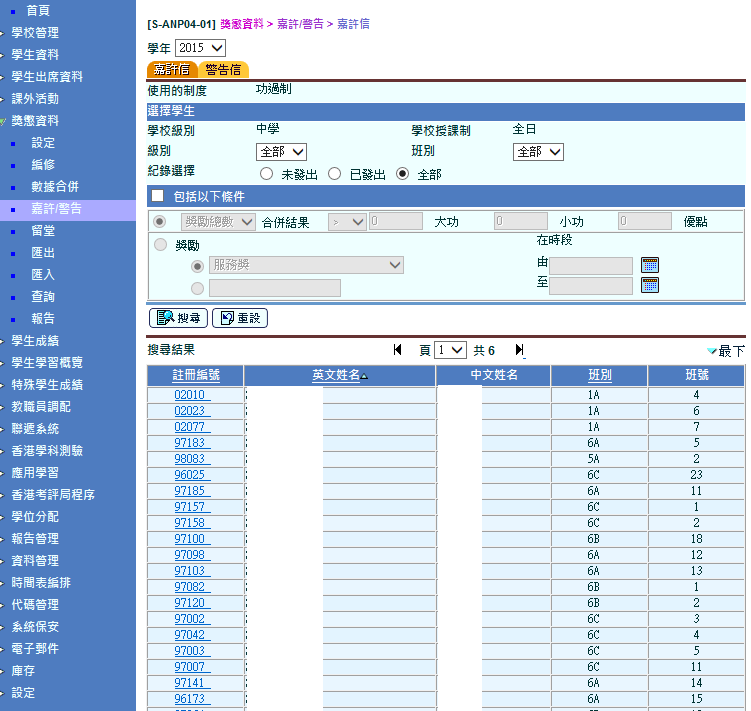 首頁
學校管理
學生資料
學生出席資料
課外活動
獎懲資料
設定
編修
數據合併
嘉許/警告
留堂
匯出
匯入
查詢
報告
學生成績
學生學習概覽
特殊學生成績
教職員調配
聯遞系統
香港學科測驗
應用學習
香港考評局程序
學位分配
報告管理
資料管理
時間表編排
代碼管理
系統保安
電子郵件
庫存
設定
[S-ANP04-01] 獎懲資料 > 嘉許/警告 > 嘉許信
學年 2015
嘉許信 警告信
使用的制度 功過制
選擇學生
學校級別 中學 學校授課制 全日
級別 全部 班別 全部
紀錄選擇 未發出 已發出 全部
包括以下條件
獎勵總數 合併結果 > 0 大功 0 小功 0 優點
獎勵 在時段
服務獎 由
至
搜尋 重設
搜尋結果 頁 1 共 6 最下
註冊編號 英文姓名 中文姓名 班別 班號
02010 1A 4
02023 1A 6
02077 1A 7
97183 6A 5
98083 5A 2
96025 6C 23
97185 6A 11
97157 6C 1
97158 6C 2
97100 6B 18
97098 6A 12
97103 6A 13
97082 6B 1
97120 6B 2
97002 6C 3
97042 6C 4
97003 6C 5
97007 6C 11
97141 6A 14
96173 6A 15